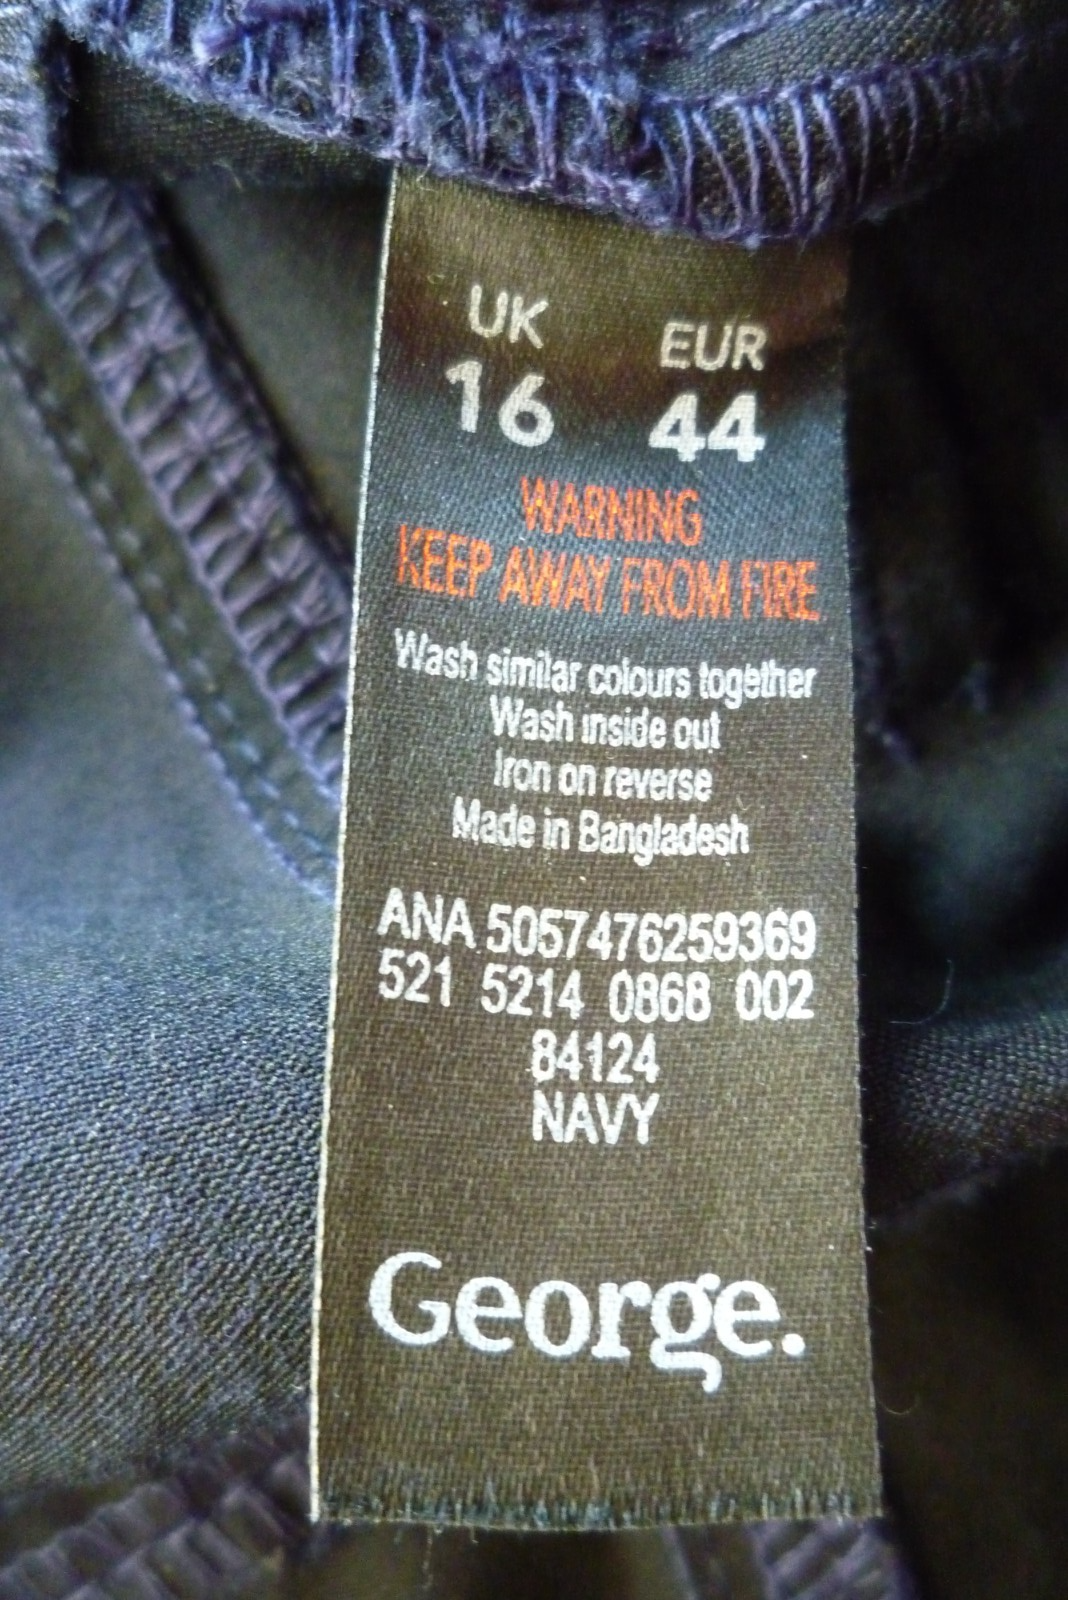 UK EUR
16 44
WARNING
KEEP AWAY FROM FIRE
Wash similar colours together
Wash inside out
Iron on reverse
Made in Bangladesh
ANA 5057476259369
521 5214 0868 002
84124
NAVY
George.